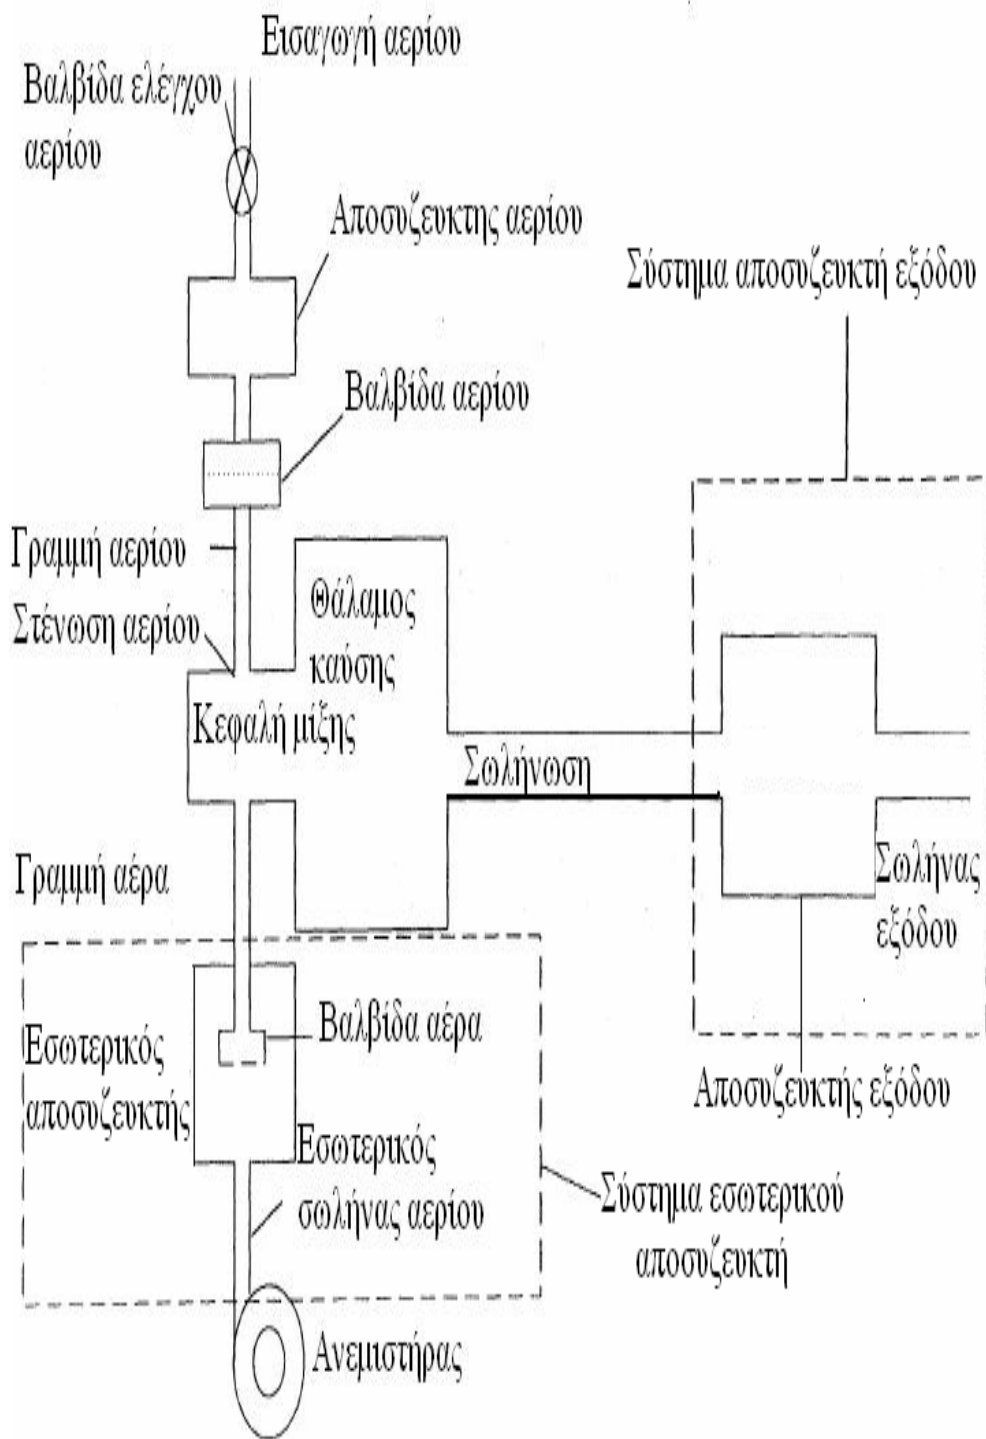 Εισαγωγή αερίου
Βαλβίδα ελέγχου
αερίου
Αποσυζευκτης αερίου
Σύστημα αποσυζευκτή εξόδου
Βαλβίδα αερίου
Γραμμή αερίου
Στένωση αερίου
Θάλαμος
καύσης
Κεφαλή μίξης
Σωλήνωση
Γραμμή αέρα
Σωλήνας
εξόδου
Βαλβίδα αέρα
Εσωτερικός
αποσυζευκτής
Αποσυζευκτής εξόδου
Εσωτερικός
σωλήνας αερίου
Σύστημα εσωτερικού
αποσυζευκτή
Ανεμιστήρας